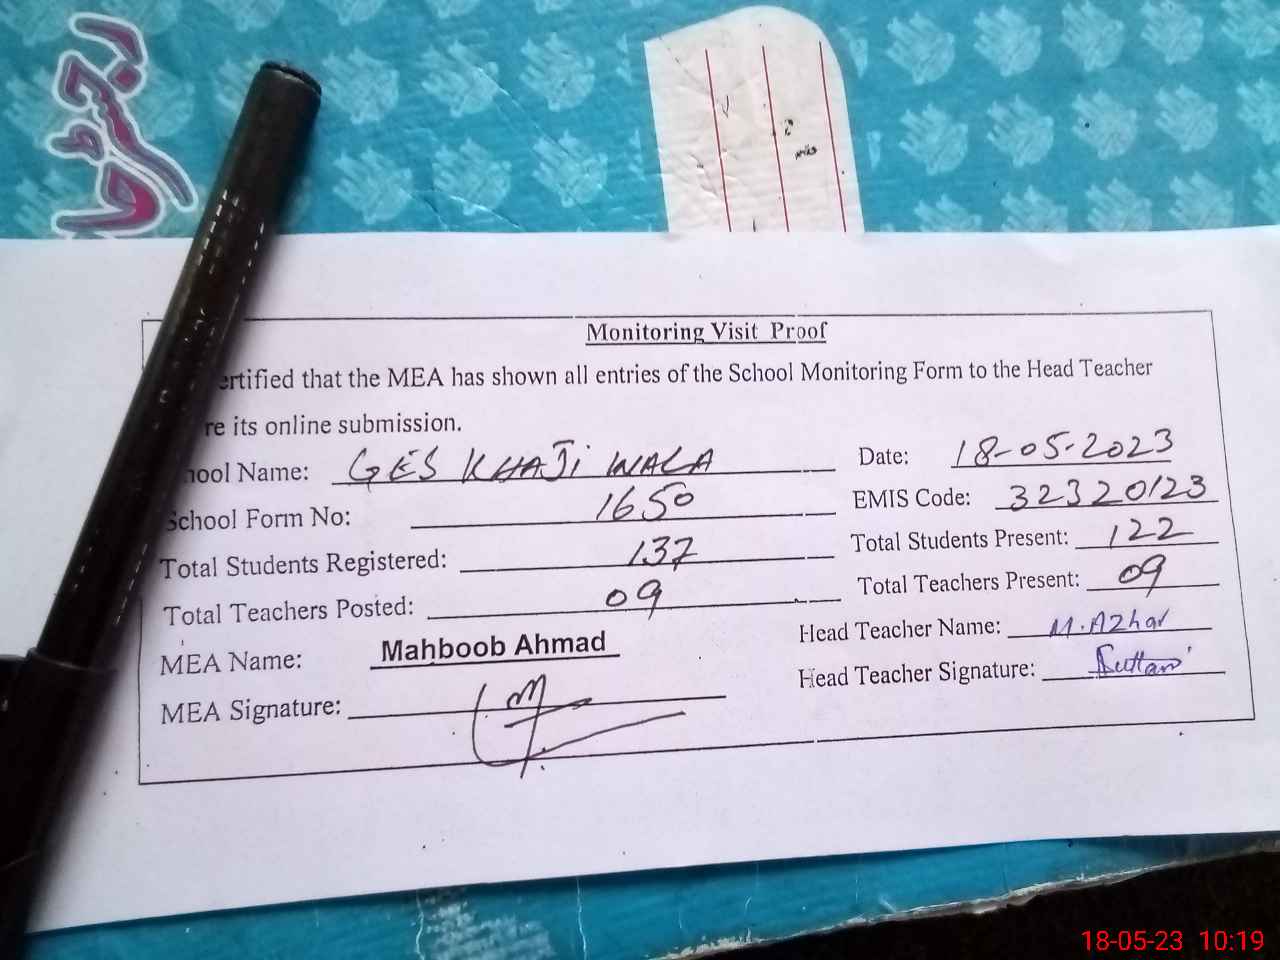 Monitoring Visit Proof
ertified that the MEA has shown all entries of the School Monitoring Form to the Head Teacher
re its online submission.
hool Name: GES KHAJI WALA Date: 18-05-2023
School Form No: 1650 EMIS Code: 32320123
Total Students Registered: 137 Total Students Present: 122
Total Teachers Posted: 09 Total Teachers Present: 09
MEA Name: Mahboob Ahmad Head Teacher Name: M.Azhar
MEA Signature: Head Teacher Signature:
18-05-23 10:19